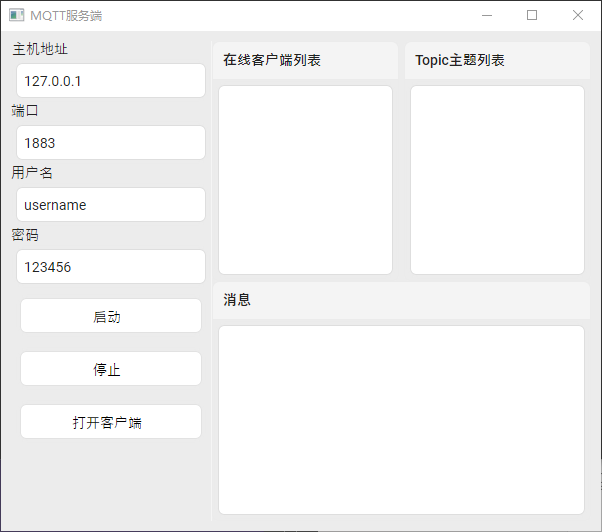 MQTT服务端
主机地址
127.0.0.1
端口
1883
用户名
username
密码
123456
启动
停止
打开客户端
在线客户端列表
Topic主题列表
消息